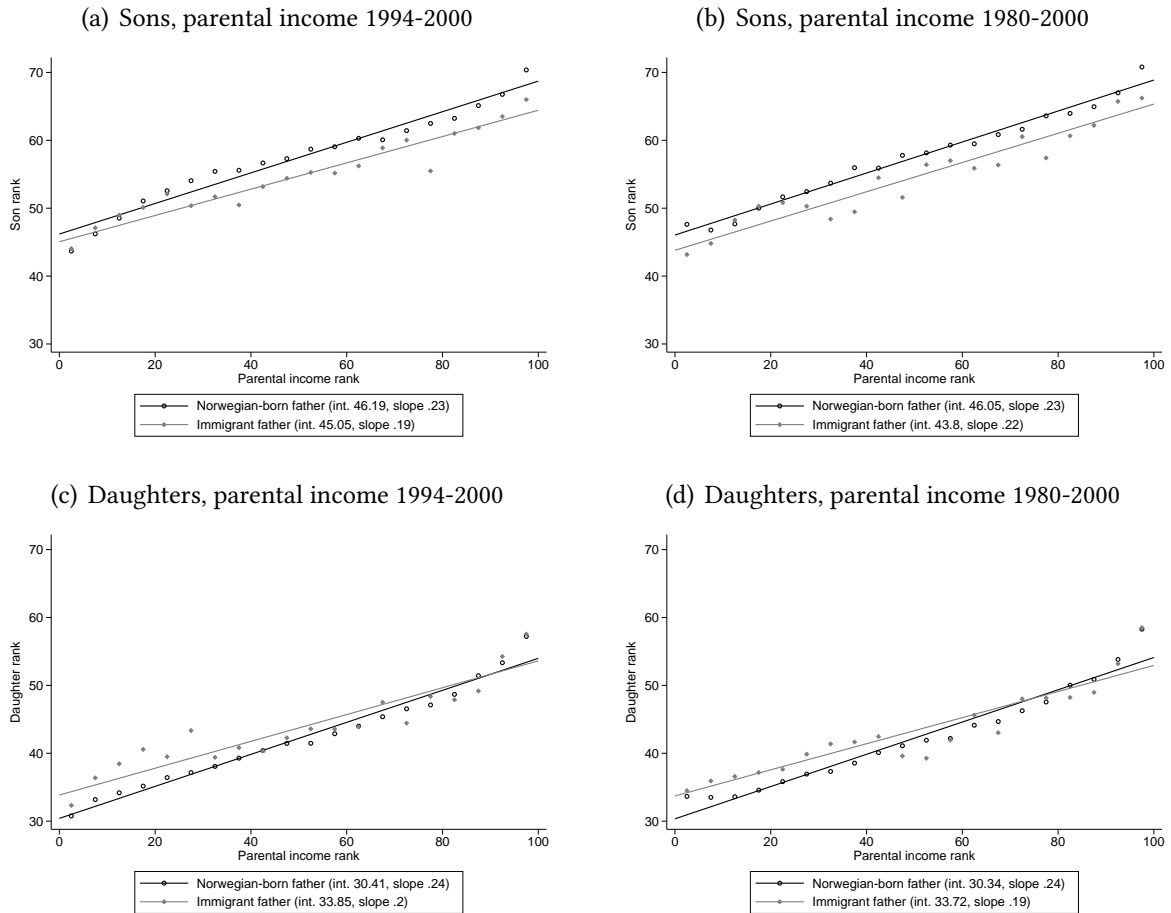 (a) Sons, parental income 1994-2000
70
60
50
40
30
Son rank
0 20 40 60 80 100
Parental income rank
Norwegian-born father (int. 46.19, slope .23)
Immigrant father (int. 45.05, slope .19)
(b) Sons, parental income 1980-2000
70
60
50
40
30
Son rank
0 20 40 60 80 100
Parental income rank
Norwegian-born father (int. 46.05, slope .23)
Immigrant father (int. 43.8, slope .22)
(c) Daughters, parental income 1994-2000
70
60
50
40
30
Daughter rank
0 20 40 60 80 100
Parental income rank
Norwegian-born father (int. 30.41, slope .24)
Immigrant father (int. 33.85, slope .2)
(d) Daughters, parental income 1980-2000
70
60
50
40
30
Daughter rank
0 20 40 60 80 100
Parental income rank
Norwegian-born father (int. 30.34, slope .24)
Immigrant father (int. 33.72, slope .19)